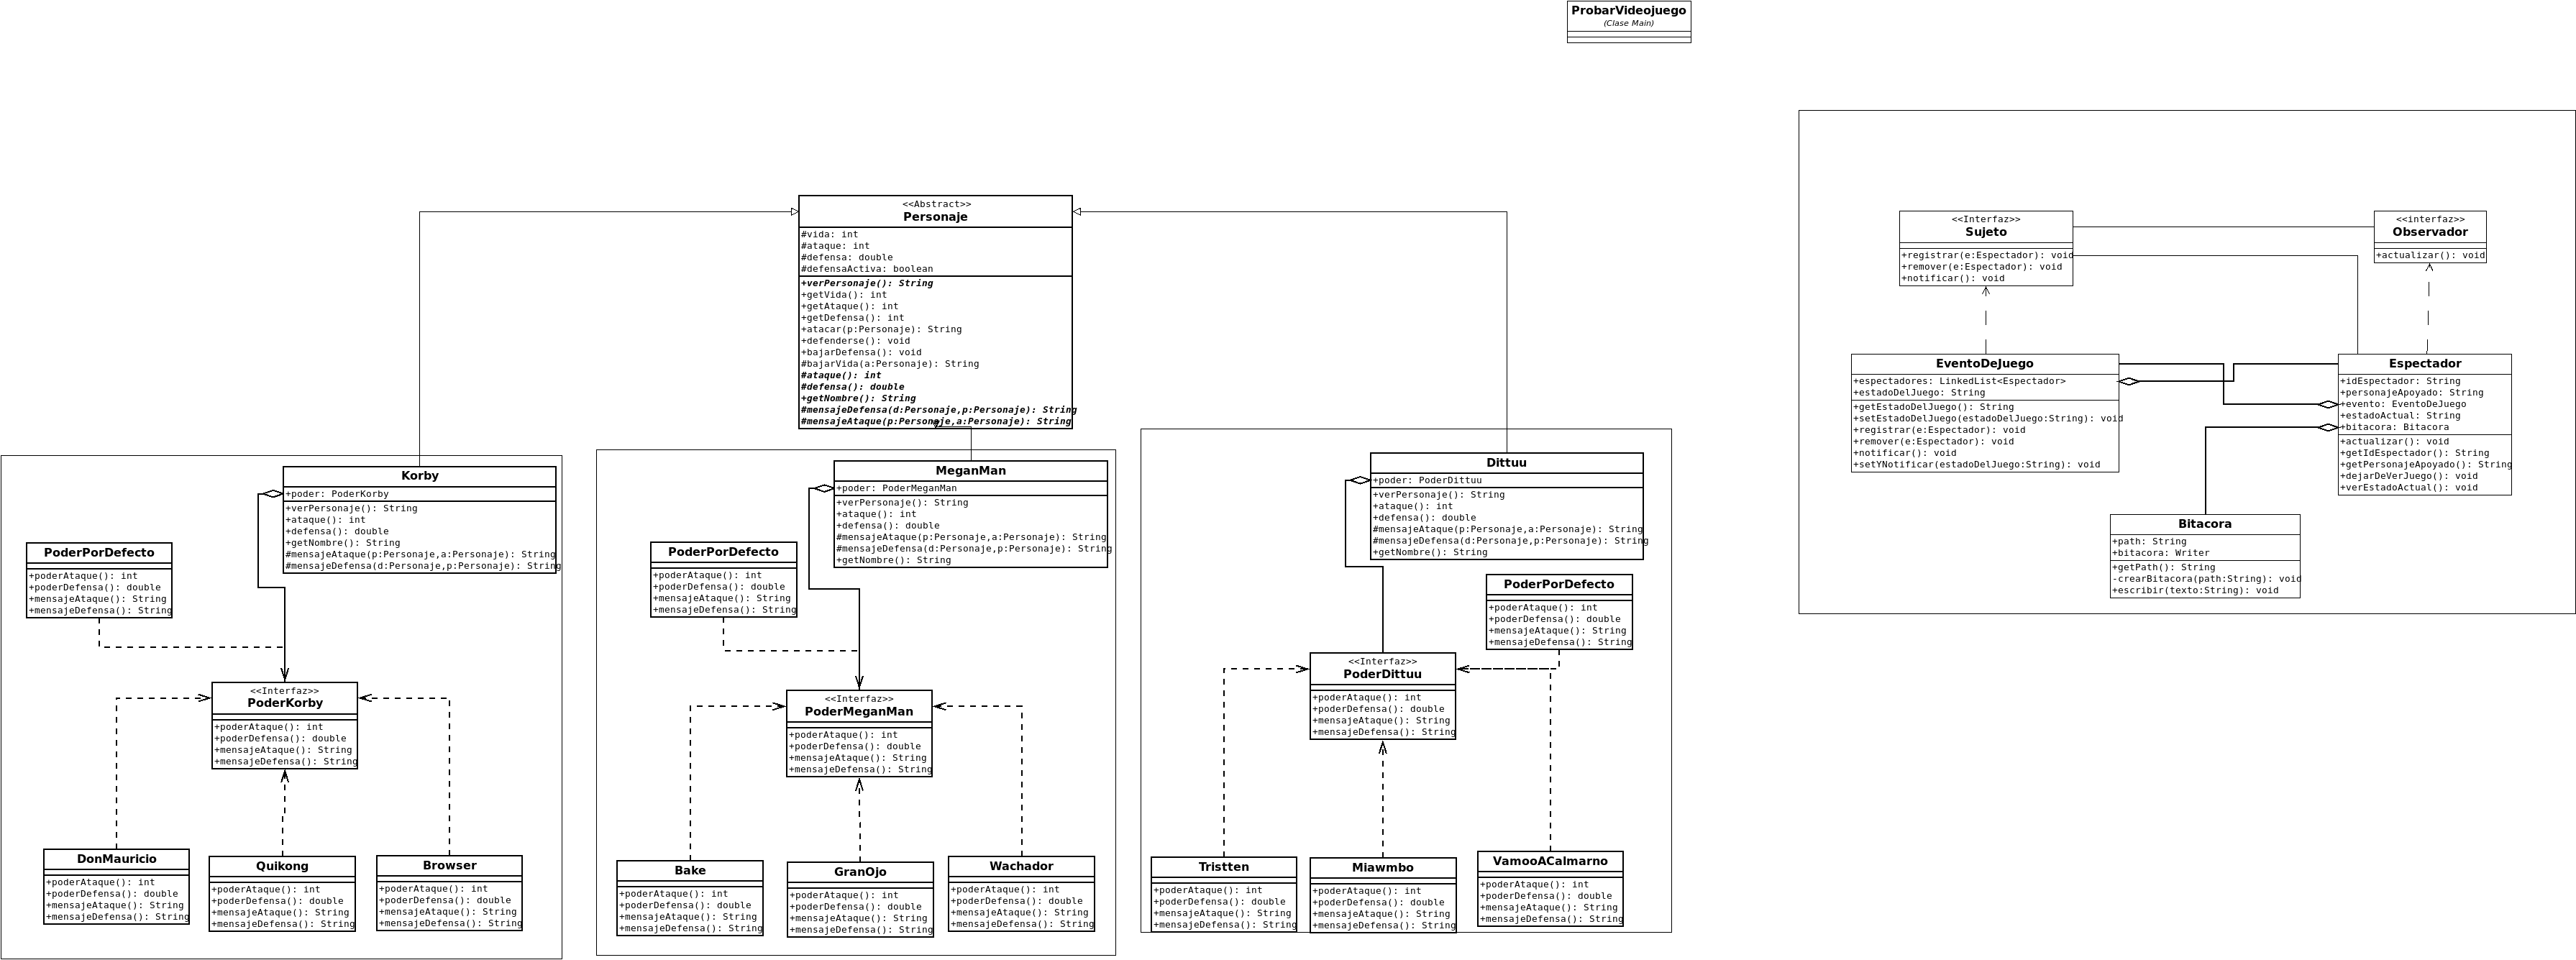 ProbarVideojuego
(Clase Main)
<<Abstract>>
Personaje
#vida: int
#ataque: int
#defensa: double
#defensaActiva: boolean
+verPersonaje(): String
+getVida(): int
+getAtaque(): int
+getDefensa(): int
+atacar(p:Personaje): String
+defenderse(): void
+bajarDefensa(): void
#bajarVida(a:Personaje): String
#ataque(): int
#defensa(): double
+getNombre(): String
#mensajeDefensa(d:Personaje,p:Personaje): String
#mensajeAtaque(p:Personaje,a:Personaje): String
<<Interfaz>>
Sujeto
+registrar(e:Espectador): void
+remover(e:Espectador): void
+notificar(): void
<<interfaz>>
Observador
+actualizar(): void
EventoDeJuego
+espectadores: LinkedList<Espectador>
+estadoDelJuego: String
+getEstadoDelJuego(): String
+setEstadoDelJuego(estadoDelJuego:String): void
+registrar(e:Espectador): void
+remover(e:Espectador): void
+notificar(): void
+setYNotificar(estadoDelJuego:String): void
Espectador
+idEspectador: String
+personajeApoyado: String
+evento: EventoDeJuego
+estadoActual: String
+bitacora: Bitacora
+actualizar(): void
+getIdEspectador(): String
+getPersonajeApoyado(): String
+dejarDeVerJuego(): void
+verEstadoActual(): void
Bitacora
+path: String
+bitacora: Writer
+getPath(): String
-crearBitacora(path:String): void
+escribir(texto:String): void
Korby
+poder: PoderKorby
+verPersonaje(): String
+ataque(): int
+defensa(): double
+getNombre(): String
#mensajeAtaque(p:Personaje,a:Personaje): String
#mensajeDefensa(d:Personaje,p:Personaje): String
PoderPorDefecto
+poderAtaque(): int
+poderDefensa(): double
+mensajeAtaque(): String
+mensajeDefensa(): String
<<Interfaz>>
PoderKorby
+poderAtaque(): int
+poderDefensa(): double
+mensajeAtaque(): String
+mensajeDefensa(): String
DonMauricio
+poderAtaque(): int
+poderDefensa(): double
+mensajeAtaque(): String
+mensajeDefensa(): String
Quikong
+poderAtaque(): int
+poderDefensa(): double
+mensajeAtaque(): String
+mensajeDefensa(): String
Browser
+poderAtaque(): int
+poderDefensa(): double
+mensajeAtaque(): String
+mensajeDefensa(): String
MeganMan
+poder: PoderMeganMan
+verPersonaje(): String
+ataque(): int
+defensa(): double
#mensajeAtaque(p:Personaje,a:Personaje): String
#mensajeDefensa(d:Personaje,p:Personaje): String
+getNombre(): String
PoderPorDefecto
+poderAtaque(): int
+poderDefensa(): double
+mensajeAtaque(): String
+mensajeDefensa(): String
<<Interfaz>>
PoderMeganMan
+poderAtaque(): int
+poderDefensa(): double
+mensajeAtaque(): String
+mensajeDefensa(): String
Bake
+poderAtaque(): int
+poderDefensa(): double
+mensajeAtaque(): String
+mensajeDefensa(): String
GranOjo
+poderAtaque(): int
+poderDefensa(): double
+mensajeAtaque(): String
+mensajeDefensa(): String
Wachador
+poderAtaque(): int
+poderDefensa(): double
+mensajeAtaque(): String
+mensajeDefensa(): String
Dittuu
+poder: PoderDittuu
+verPersonaje(): String
+ataque(): int
+defensa(): double
#mensajeAtaque(p:Personaje,a:Personaje): String
#mensajeDefensa(d:Personaje,p:Personaje): String
+getNombre(): String
PoderPorDefecto
+poderAtaque(): int
+poderDefensa(): double
+mensajeAtaque(): String
+mensajeDefensa(): String
<<Interfaz>>
PoderDittuu
+poderAtaque(): int
+poderDefensa(): double
+mensajeAtaque(): String
+mensajeDefensa(): String
Tristten
+poderAtaque(): int
+poderDefensa(): double
+mensajeAtaque(): String
+mensajeDefensa(): String
Miawmbo
+poderAtaque(): int
+poderDefensa(): double
+mensajeAtaque(): String
+mensajeDefensa(): String
VamooACalmarno
+poderAtaque(): int
+poderDefensa(): double
+mensajeAtaque(): String
+mensajeDefensa(): String